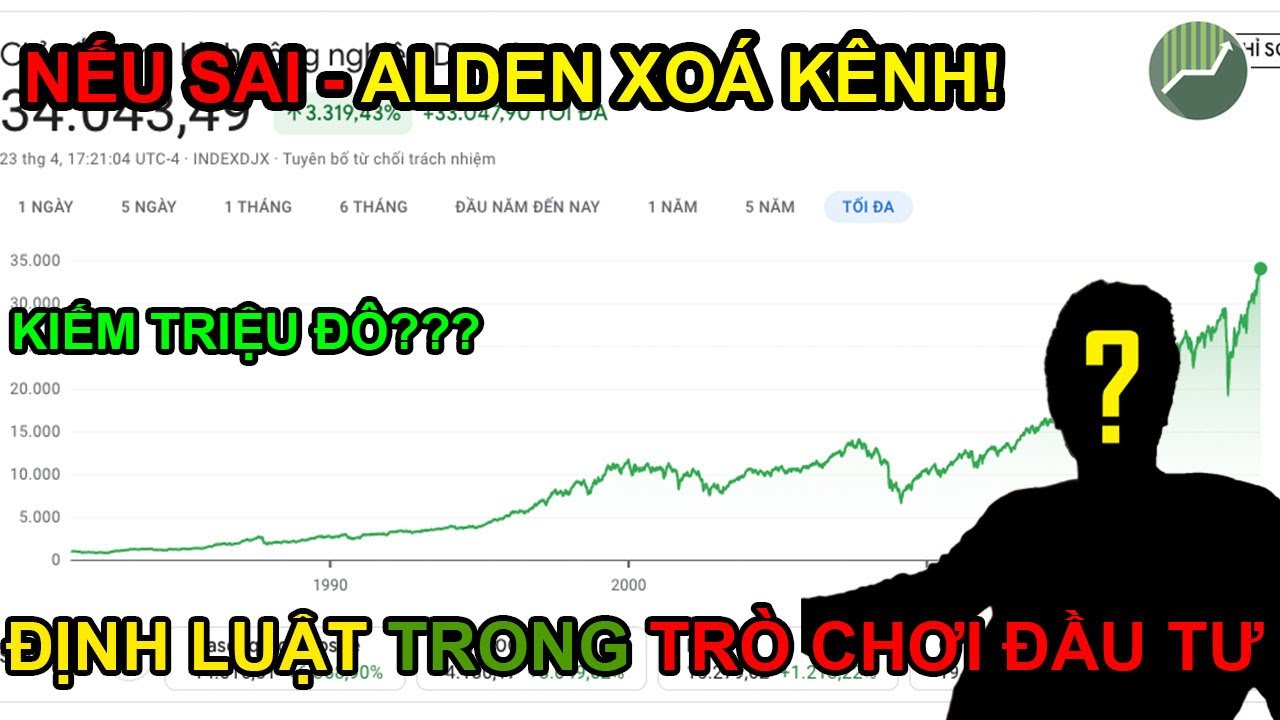 NẾU SAI - ALDEN XOÁ KÊNH!
34.043,49 ↑3.319,43% +33.047,90 TỐI ĐA
23 thg 4, 17:21:04 UTC-4 · INDEXDJX · Tuyên bố từ chối trách nhiệm
1 NGÀY 5 NGÀY 1 THÁNG 6 THÁNG ĐẦU NĂM ĐẾN NAY 1 NĂM 5 NĂM TỐI ĐA
35.000
30.000
KIẾM TRIỆU ĐÔ???
20.000
15.000
10.000
5.000
0
1990 2000
?
ĐỊNH LUẬT TRONG TRÒ CHƠI ĐẦU TƯ